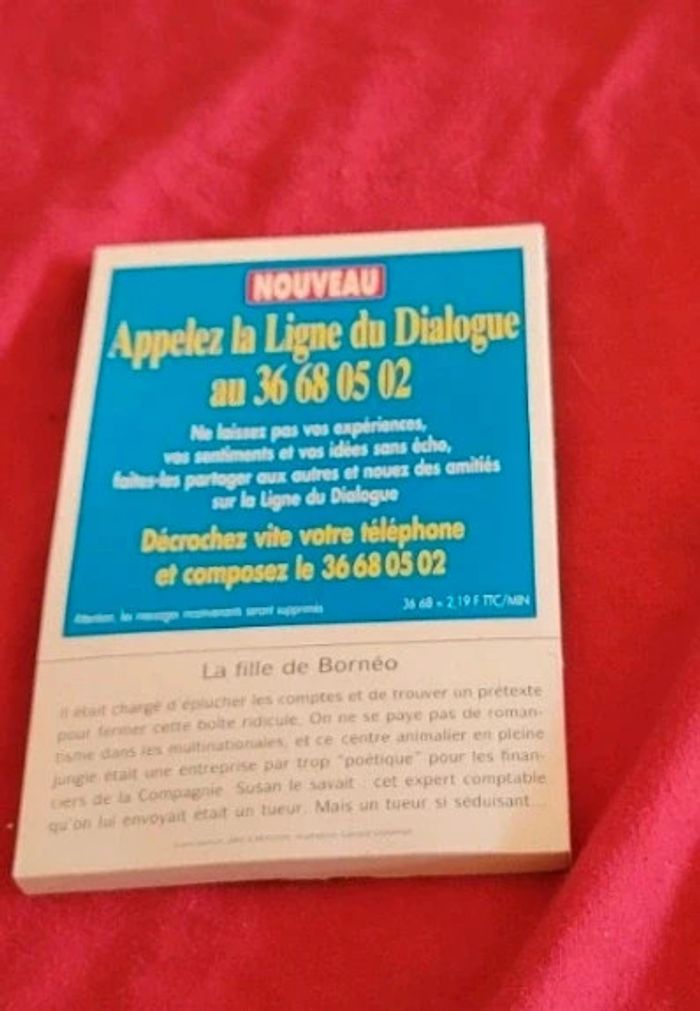 NOUVEAU
Appelez la Ligne du Dialogue
au 36 68 05 02
Ne laissez pas vos expériences,
vos sentiments et vos idées sans écho,
faites-les partager aux autres et nouez des amitiés
sur la Ligne du Dialogue
Décrochez vite votre téléphone
et composez le 36 68 05 02
Attention, les messages seront supprimés
36 68 = 2,19 F TTC/MIN
La fille de Bornéo
Il était chargé d'éplucher les comptes et de trouver un prétexte
pour fermer cette boîte ridicule. On ne se paye pas de roman-
tisme dans les multinationales, et ce centre animalier en pleine
jungle était une entreprise par trop "poétique" pour les finan-
ciers de la Compagnie. Susan le savait : cet expert comptable
qu'on lui envoyait était un tueur. Mais un tueur si séduisant...